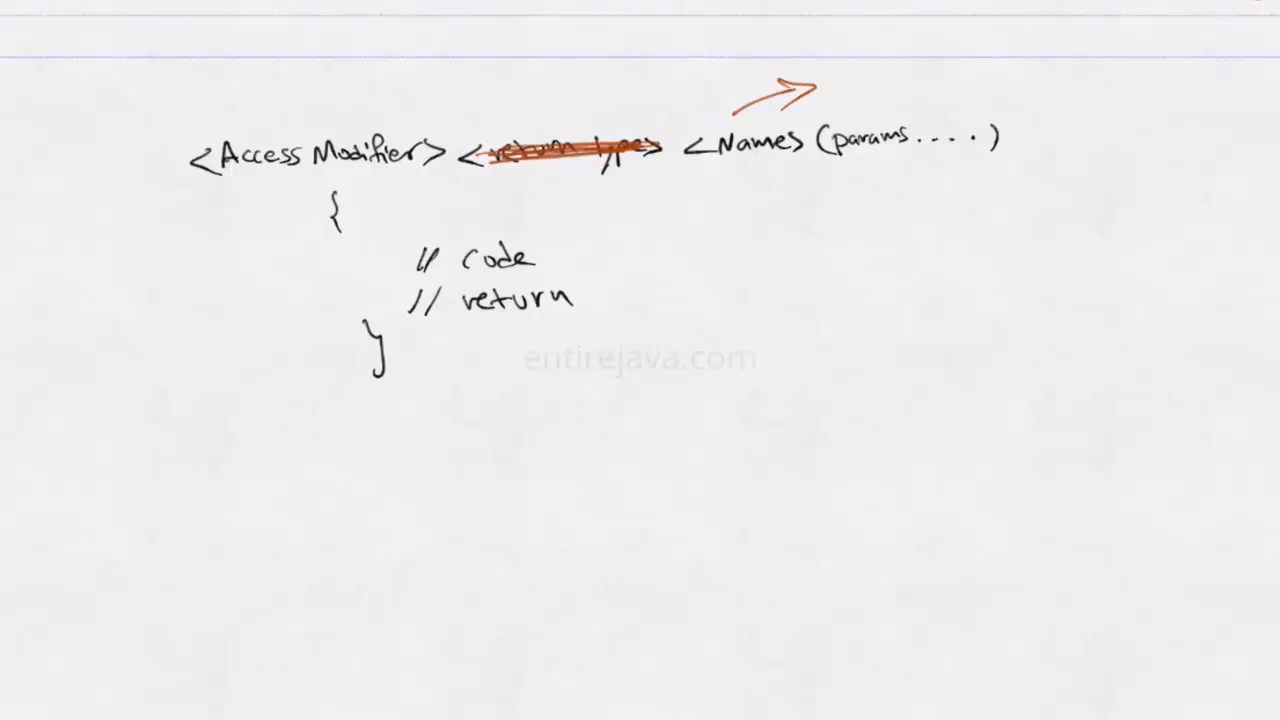 <Access Modifier> <return type> <Names (params....)
{
// code
// return
}
entirejava.com